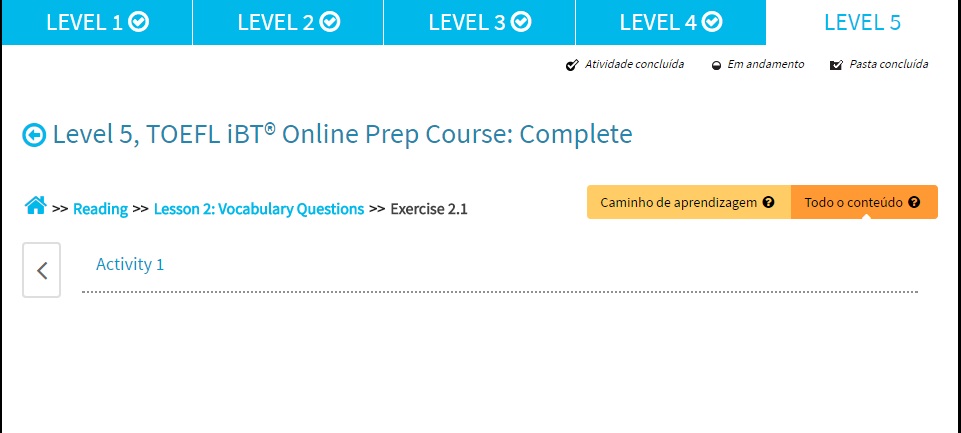 LEVEL 1
LEVEL 2
LEVEL 3
LEVEL 4
LEVEL 5
Atividade concluída
Em andamento
Pasta concluída
Level 5, TOEFL iBT® Online Prep Course: Complete
>> Reading >> Lesson 2: Vocabulary Questions >> Exercise 2.1
Caminho de aprendizagem ?
Todo o conteúdo ?
Activity 1